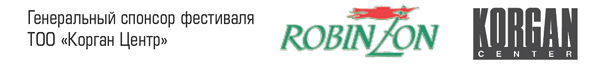 Генеральный спонсор фестиваля
ТОО «Корган Центр»
ROBINZON
KORGAN
CENTER